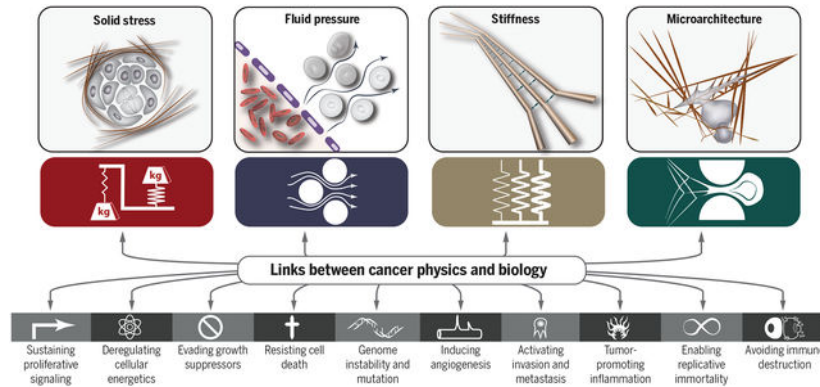 Solid stress
Fluid pressure
Stiffness
Microarchitecture
kg
kg
Links between cancer physics and biology
Sustaining
proliferative
signaling
Deregulating
cellular
energetics
Evading growth
suppressors
Resisting cell
death
Genome
instability and
mutation
Inducing
angiogenesis
Activating
invasion and
metastasis
Tumor-
promoting
inflammation
Enabling
replicative
immortality
Avoiding immune
destruction